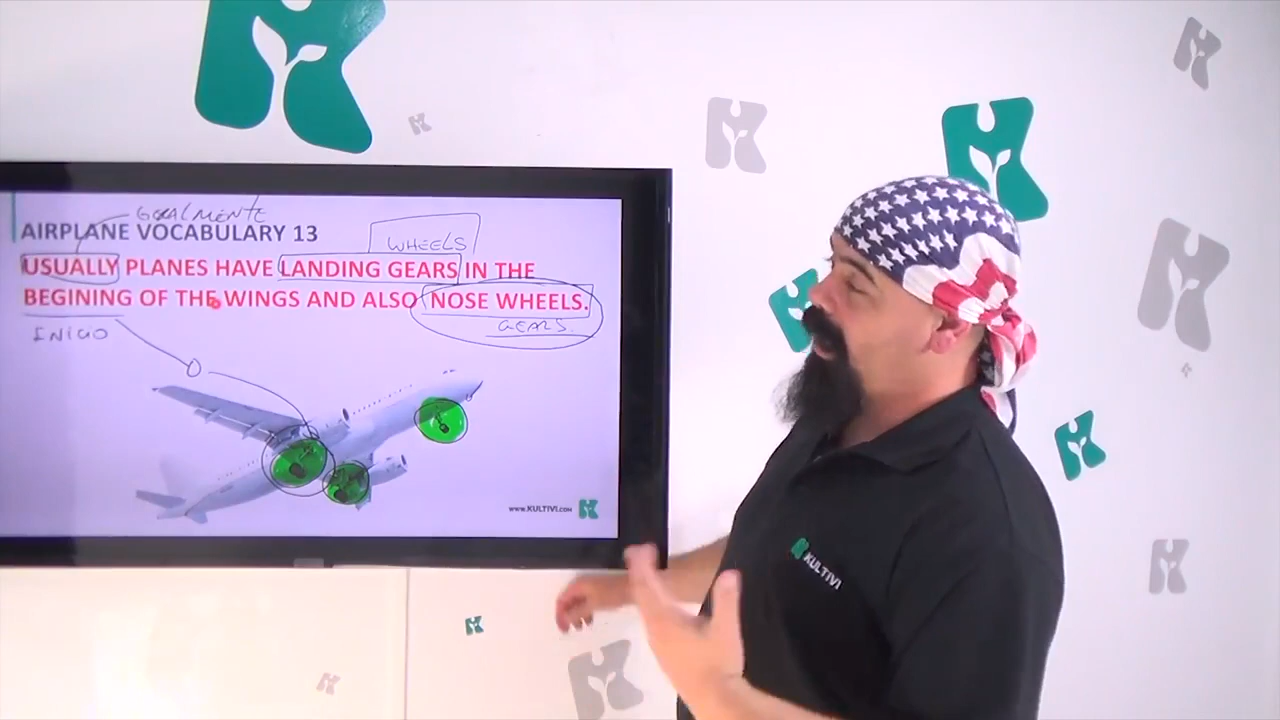 GERALMENTE
AIRPLANE VOCABULARY 13
WHEELS
USUALLY PLANES HAVE LANDING GEARS IN THE
BEGINING OF THE WINGS AND ALSO NOSE WHEELS.
GEARS
INICIO
WWW.KULTIVI.COM
KULTIVI